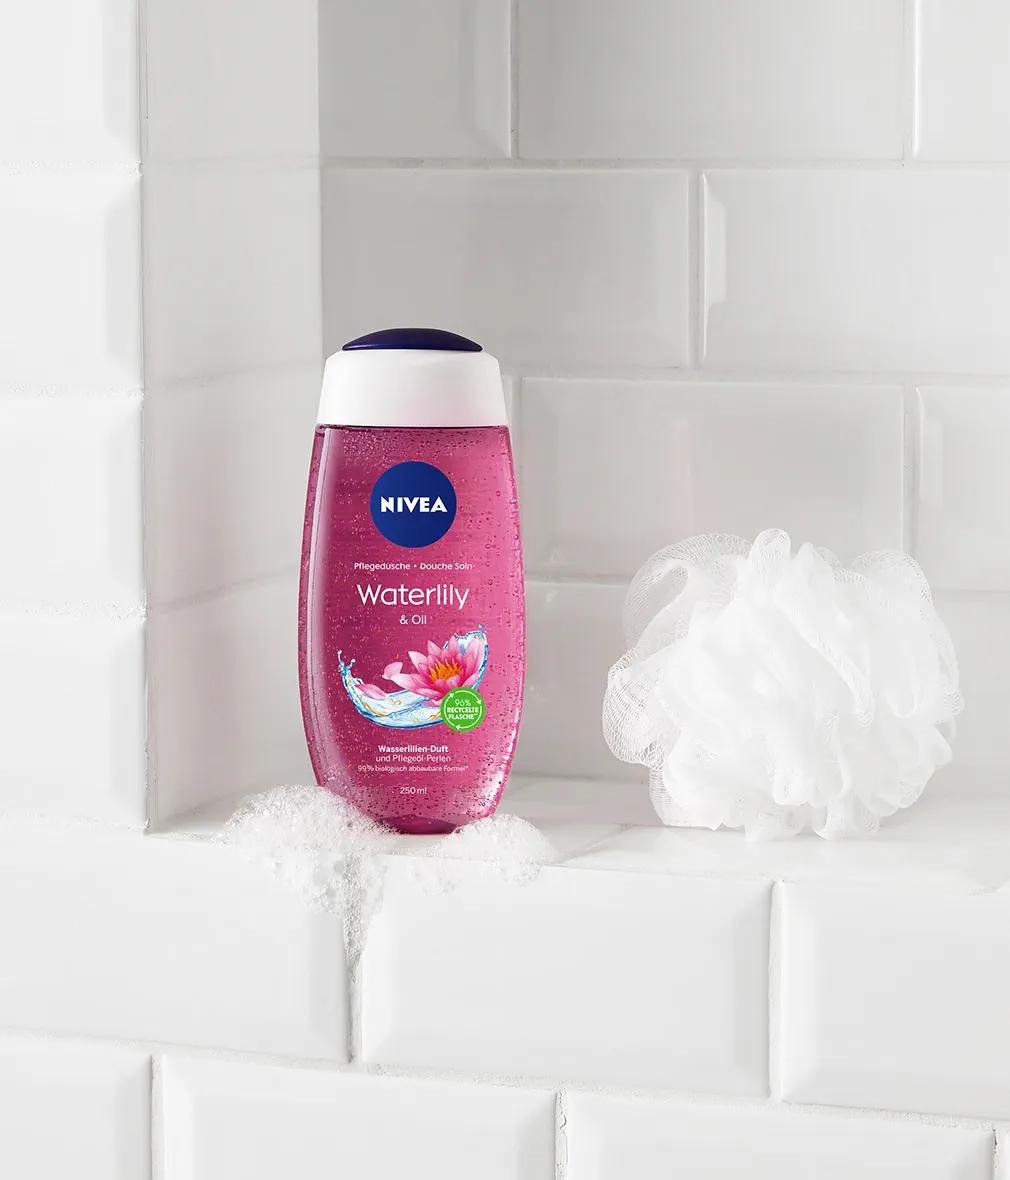 NIVEA
Pflegedusche • Douche Soin
Waterlily
& Oil
96%
RECYCELTE
FLASCHE**
Wasserlilien-Duft
und Pflegeöl-Perlen
99% biologisch abbaubare Formel*
250 ml